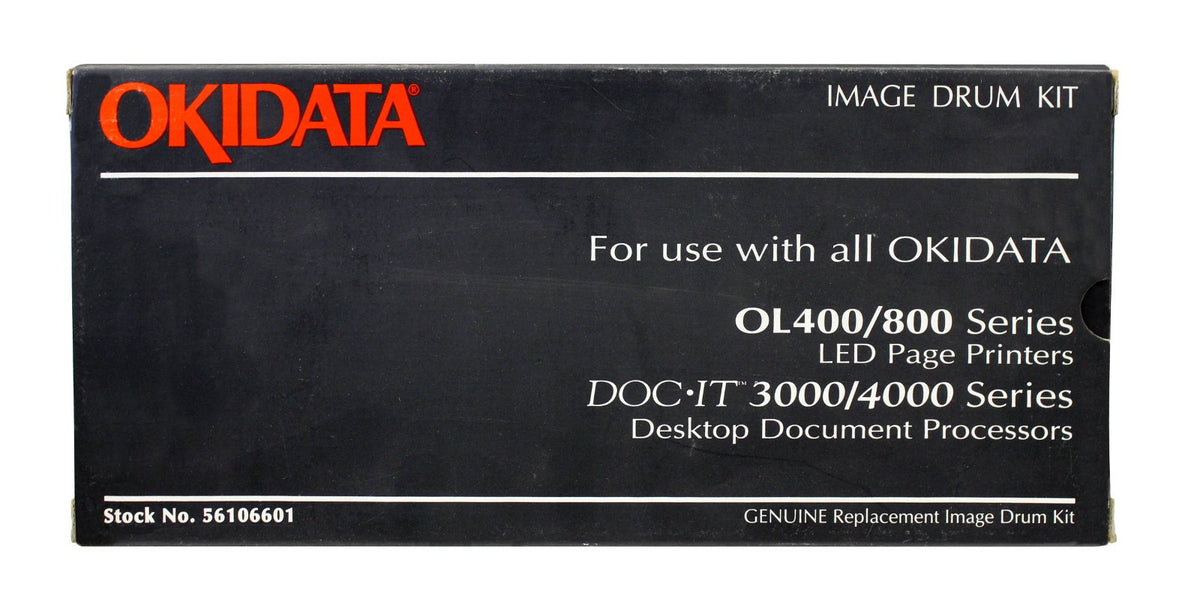 OKIDATA®
IMAGE DRUM KIT
For use with all OKIDATA
OL400/800 Series
LED Page Printers
DOC·IT™ 3000/4000 Series
Desktop Document Processors
Stock No. 56106601
GENUINE Replacement Image Drum Kit